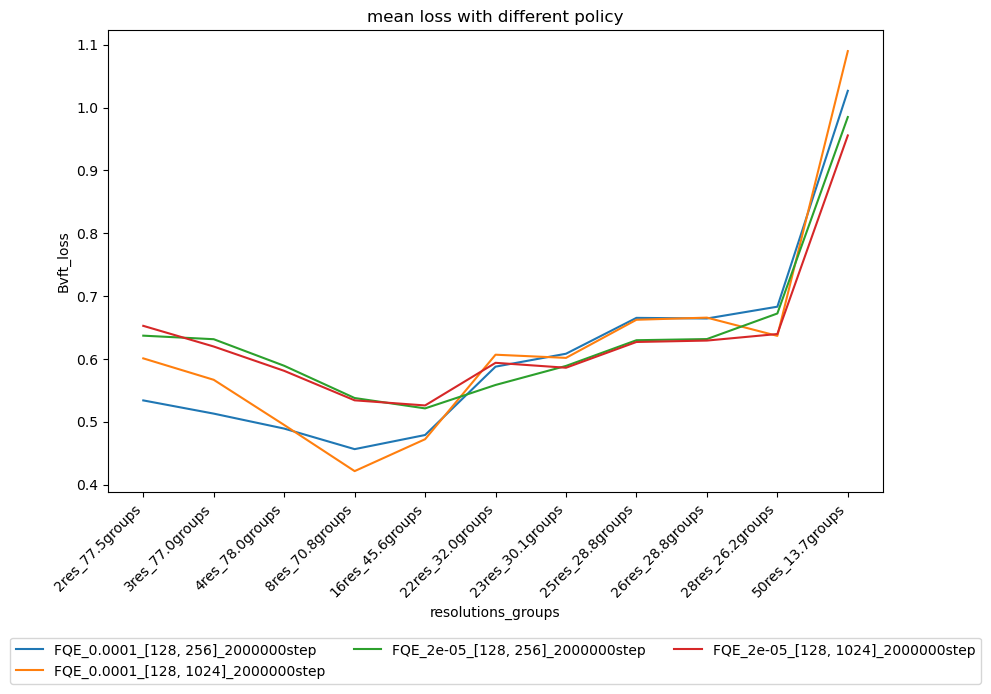 mean loss with different policy
1.1
1.0
0.9
0.8
0.7
0.6
0.5
0.4
Bvft_loss
2res_77.5groups
3res_77.0groups
4res_78.0groups
8res_70.8groups
16res_45.6groups
22res_32.0groups
23res_30.1groups
25res_28.8groups
26res_28.8groups
28res_26.2groups
50res_13.7groups
resolutions_groups
FQE_0.0001_[128, 256]_2000000step
FQE_0.0001_[128, 1024]_2000000step
FQE_2e-05_[128, 256]_2000000step
FQE_2e-05_[128, 1024]_2000000step